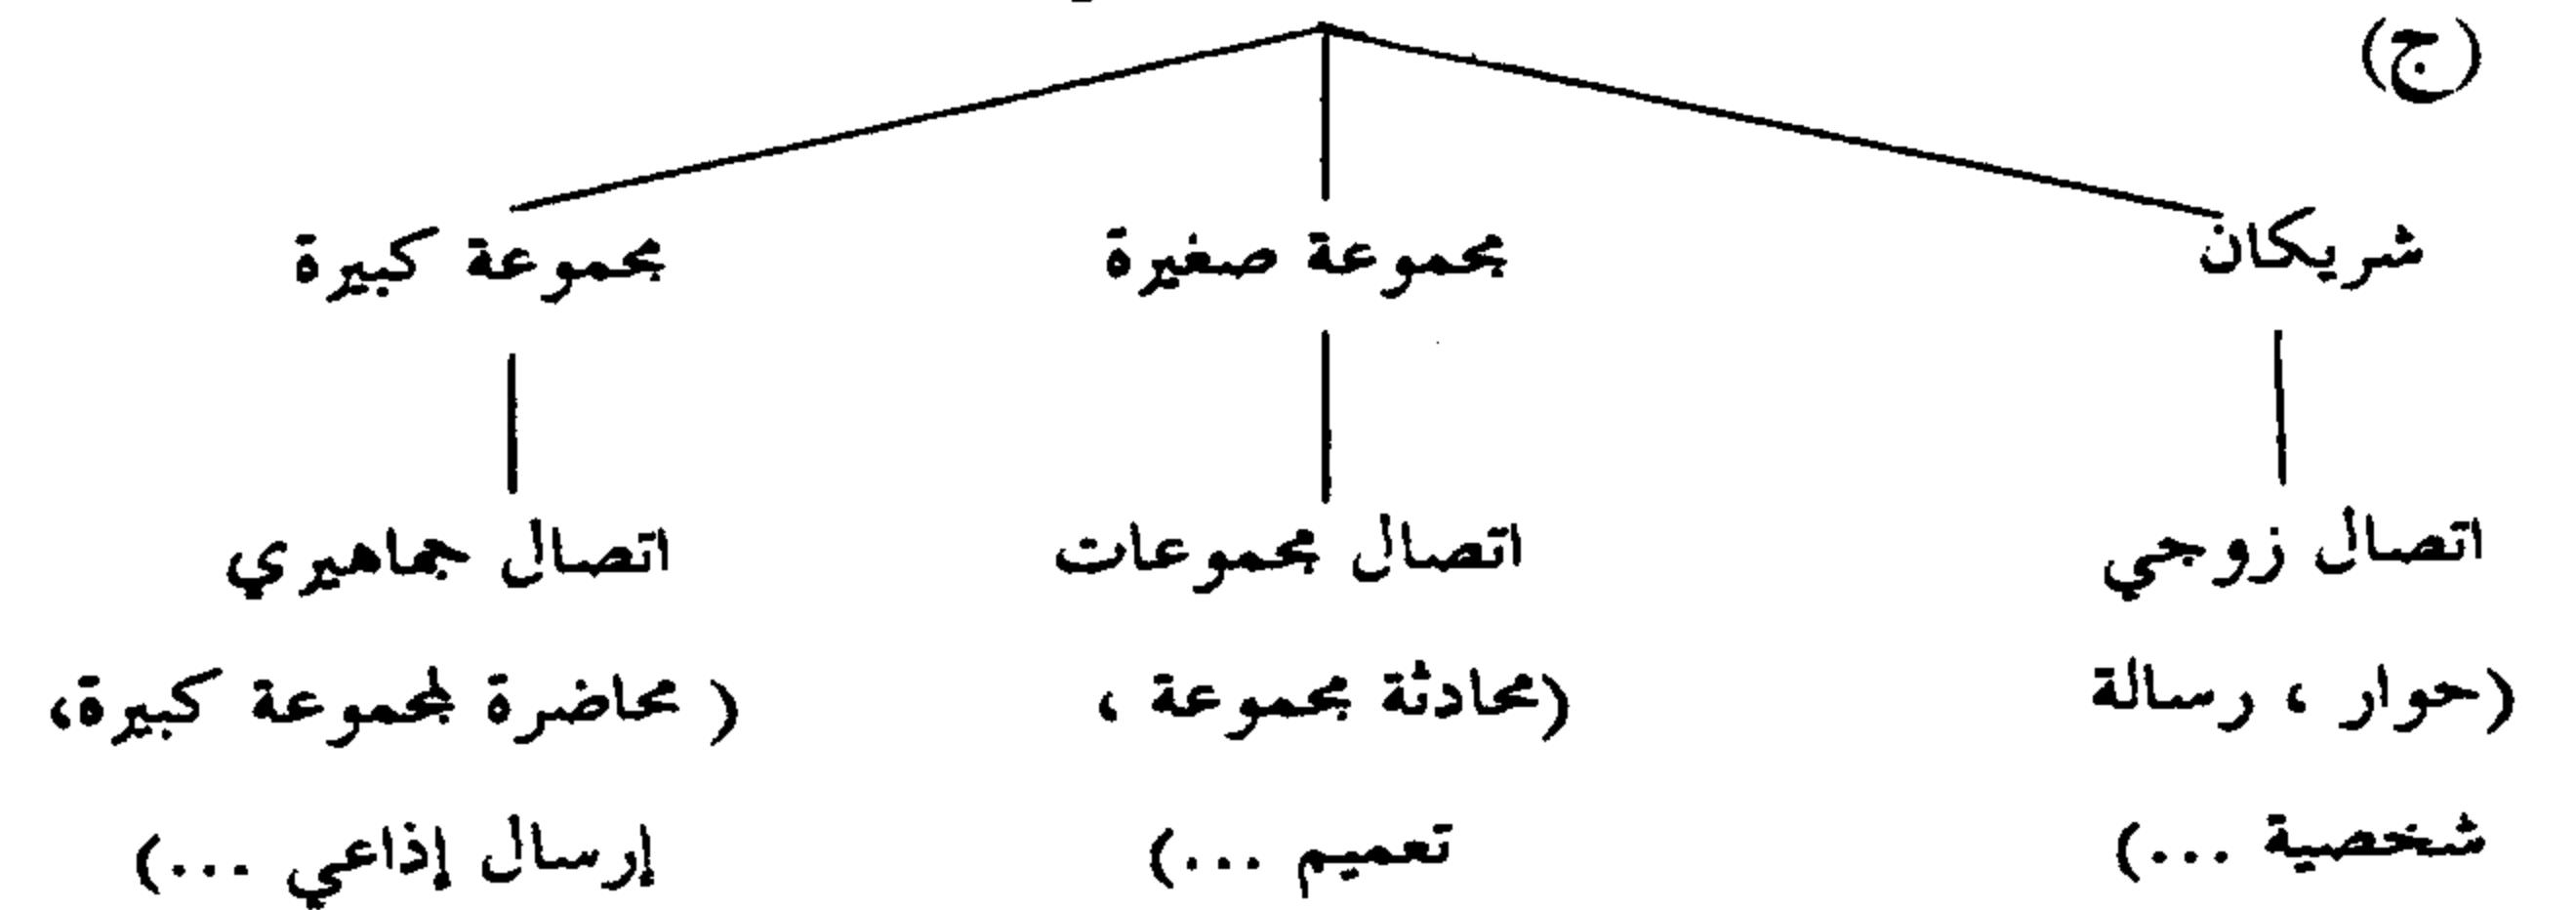 (ج)
شريكان
مجموعة صغيرة
مجموعة كبيرة
اتصال زوجي
(حوار ، رسالة
شخصية ...)
اتصال مجموعات
(محادثة مجموعة ،
تعميم ...)
اتصال جماهيري
( محاضرة لمجموعة كبيرة،
إرسال إذاعي ...)